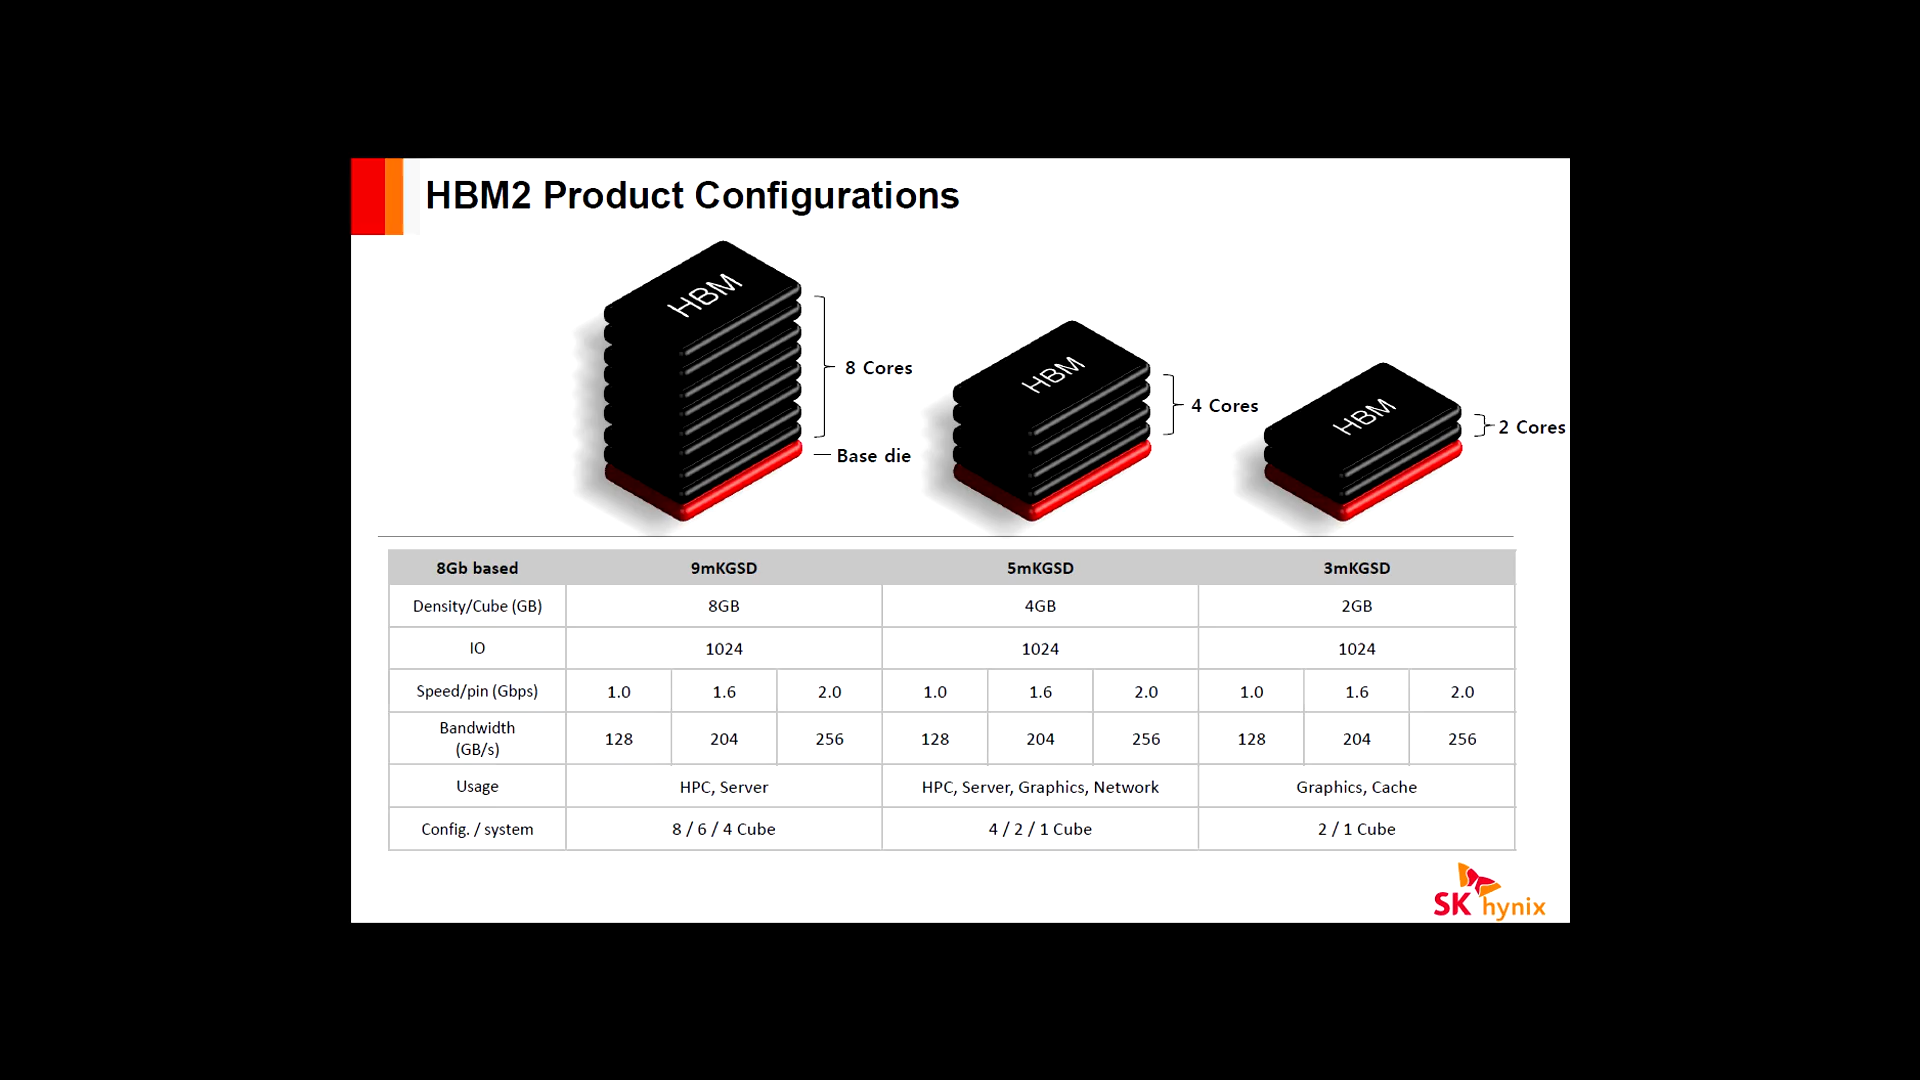 HBM2 Product Configurations
HBM
8 Cores
Base die
HBM
4 Cores
HBM
2 Cores
8Gb based 9mKGSD 5mKGSD 3mKGSD
Density/Cube (GB) 8GB 4GB 2GB
IO 1024 1024 1024
Speed/pin (Gbps) 1.0 1.6 2.0 1.0 1.6 2.0 1.0 1.6 2.0
Bandwidth
(GB/s) 128 204 256 128 204 256 128 204 256
Usage HPC, Server HPC, Server, Graphics, Network Graphics, Cache
Config. / system 8 / 6 / 4 Cube 4 / 2 / 1 Cube 2 / 1 Cube
SK hynix